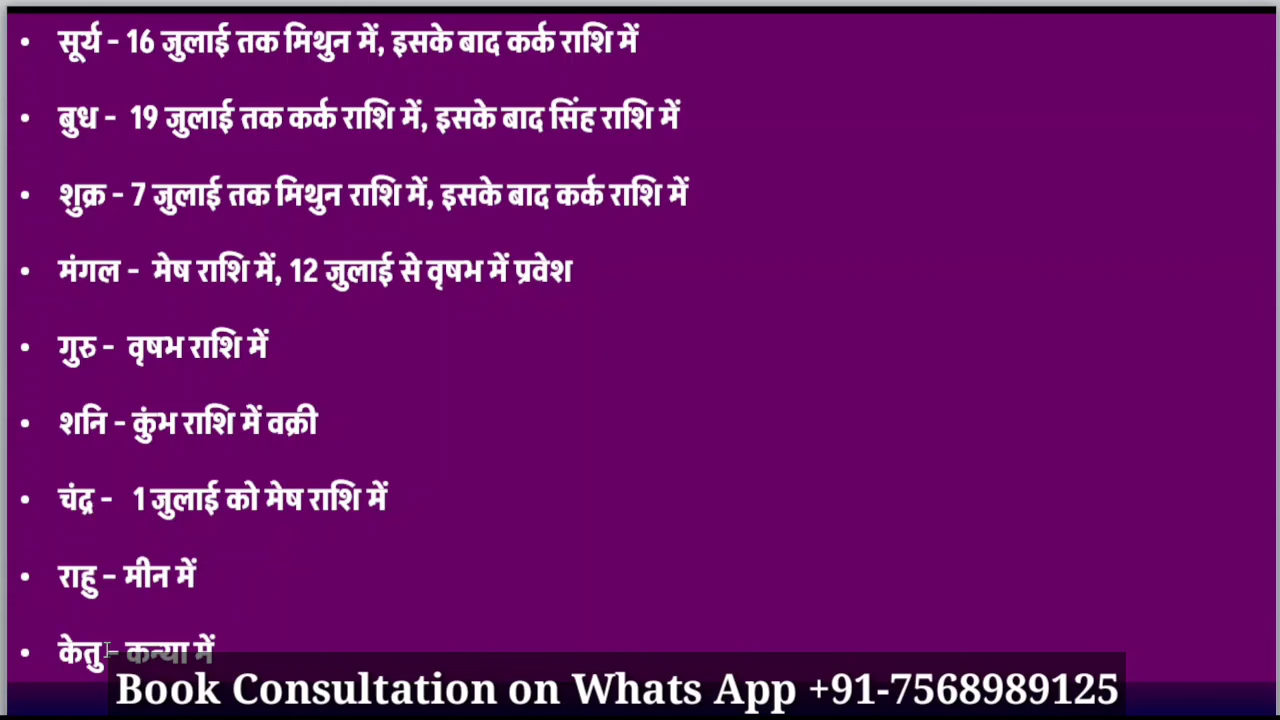 • सूर्य - 16 जुलाई तक मिथुन में, इसके बाद कर्क राशि में
• बुध - 19 जुलाई तक कर्क राशि में, इसके बाद सिंह राशि में
• शुक्र - 7 जुलाई तक मिथुन राशि में, इसके बाद कर्क राशि में
• मंगल - मेष राशि में, 12 जुलाई से वृषभ में प्रवेश
• गुरु - वृषभ राशि में
• शनि - कुंभ राशि में वक्री
• चंद्र - 1 जुलाई को मेष राशि में
• राहु - मीन में
• केतु - कन्या में
Book Consultation on Whats App +91-7568989125